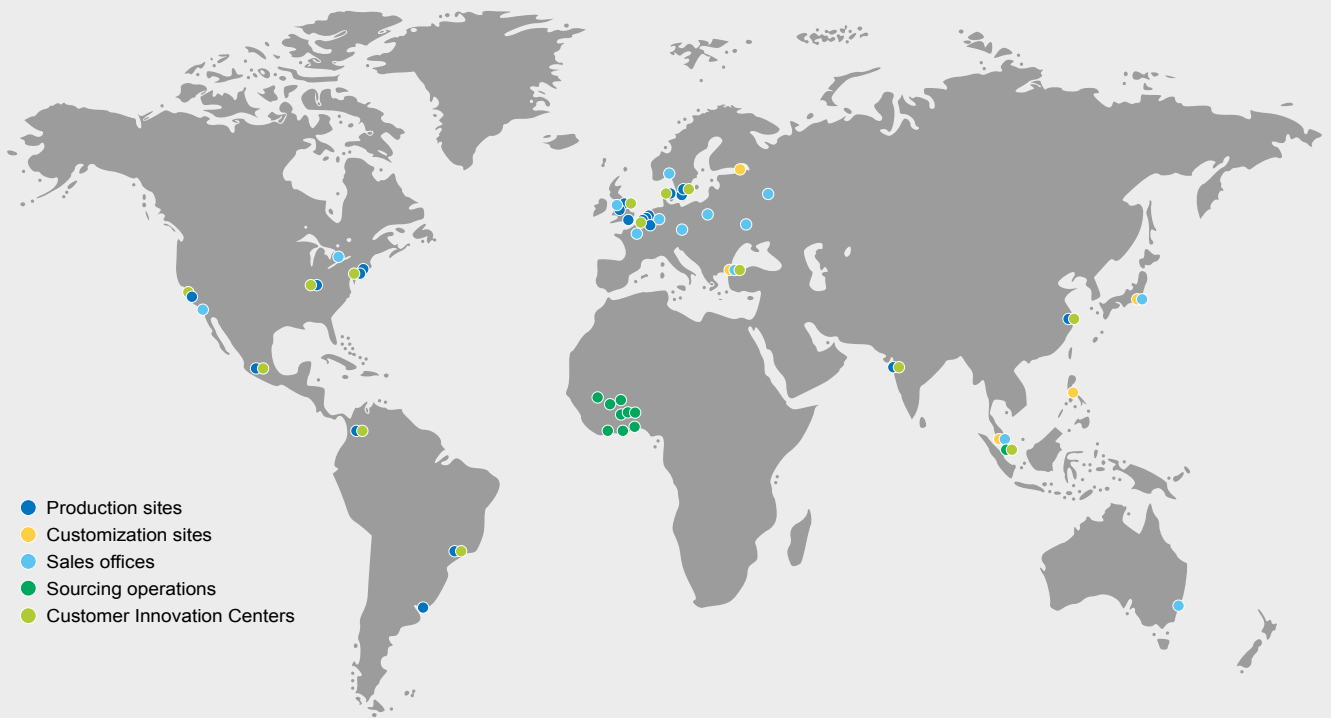 Production sites
Customization sites
Sales offices
Sourcing operations
Customer Innovation Centers